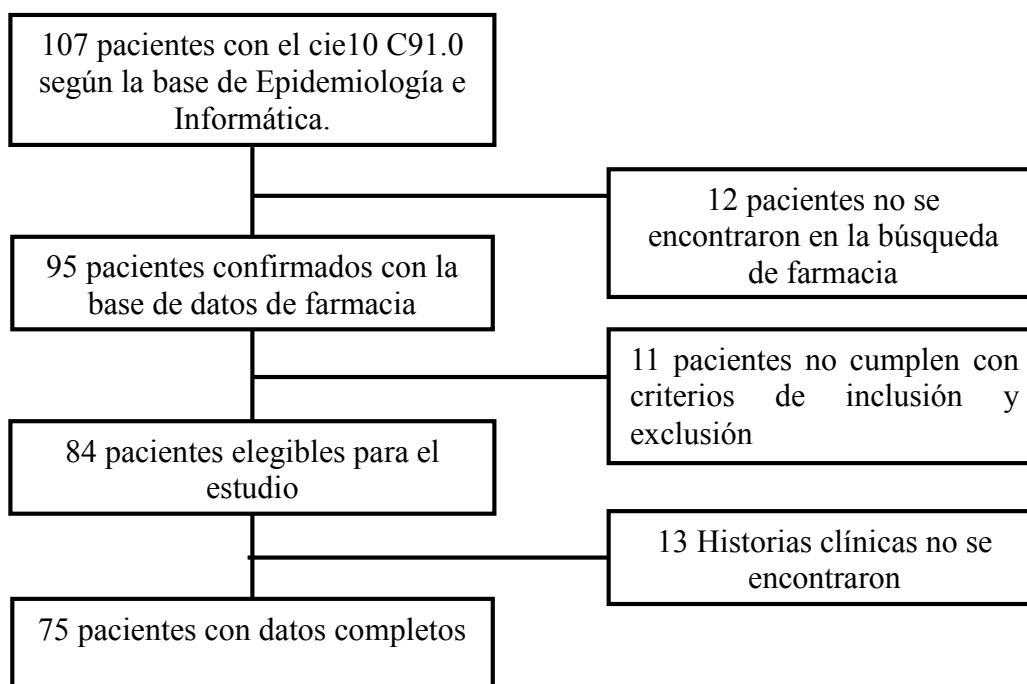 107 pacientes con el cie10 C91.0
según la base de Epidemiología e
Informática.
12 pacientes no se
encontraron en la búsqueda
de farmacia
95 pacientes confirmados con la
base de datos de farmacia
11 pacientes no cumplen con
criterios de inclusión y
exclusión
84 pacientes elegibles para el
estudio
13 Historias clínicas no se
encontraron
75 pacientes con datos completos